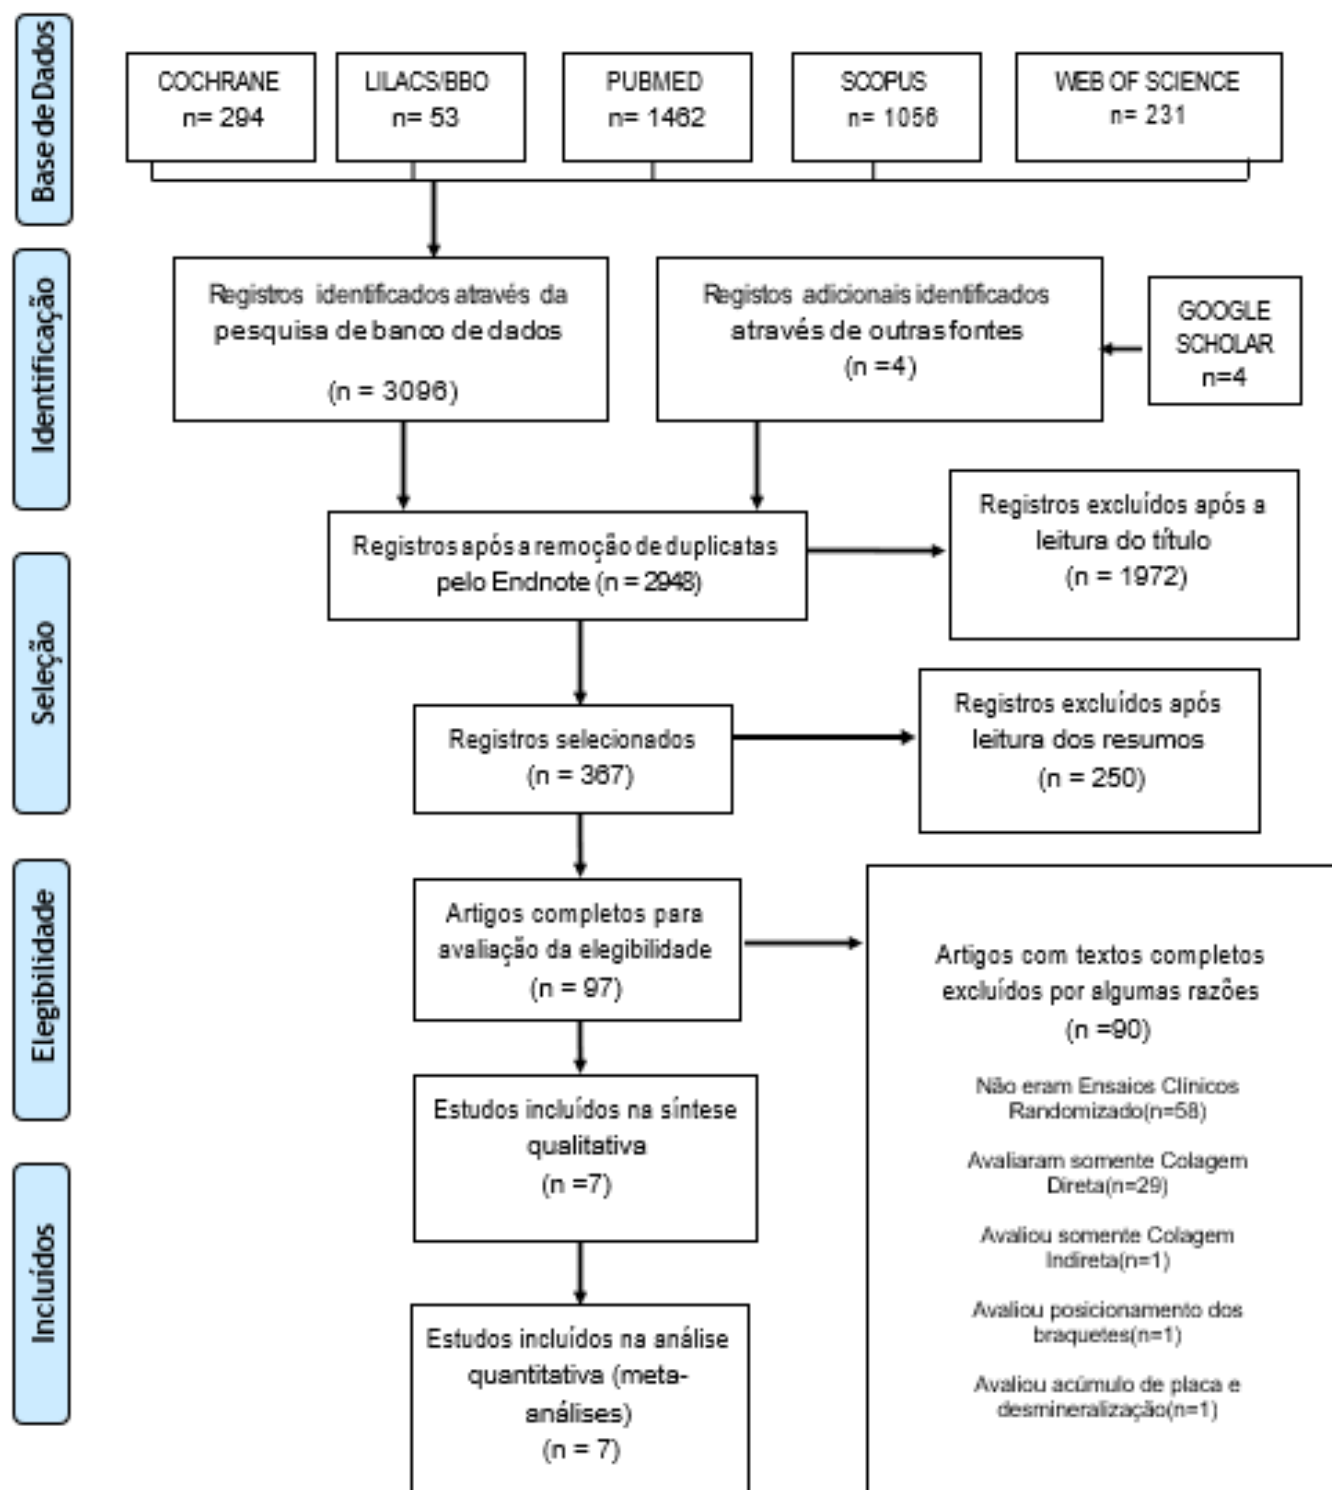 Base de Dados
COCHRANE
n= 294
LILACS/BBO
n= 53
PUBMED
n= 1462
SCOPUS
n= 1056
WEB OF SCIENCE
n= 231
Identificação
Registros identificados através da
pesquisa de banco de dados
(n = 3096)
Registos adicionais identificados
através de outras fontes
(n =4)
GOOGLE
SCHOLAR
n=4
Registros após a remoção de duplicatas
pelo Endnote (n = 2948)
Registros excluídos após a
leitura do título
(n = 1972)
Seleção
Registros selecionados
(n = 367)
Registros excluídos após
leitura dos resumos
(n = 250)
Elegibilidade
Artigos completos para
avaliação da elegibilidade
(n = 97)
Artigos com textos completos
excluídos por algumas razões
(n =90)
Não eram Ensaios Clínicos
Randomizado(n=58)
Avaliaram somente Colagem
Direta(n=29)
Avaliou somente Colagem
Indireta(n=1)
Avaliou posicionamento dos
braquetes(n=1)
Avaliou acúmulo de placa e
desmineralização(n=1)
Estudos incluídos na síntese
qualitativa
(n =7)
Incluídos
Estudos incluídos na análise
quantitativa (meta-
análises)
(n = 7)